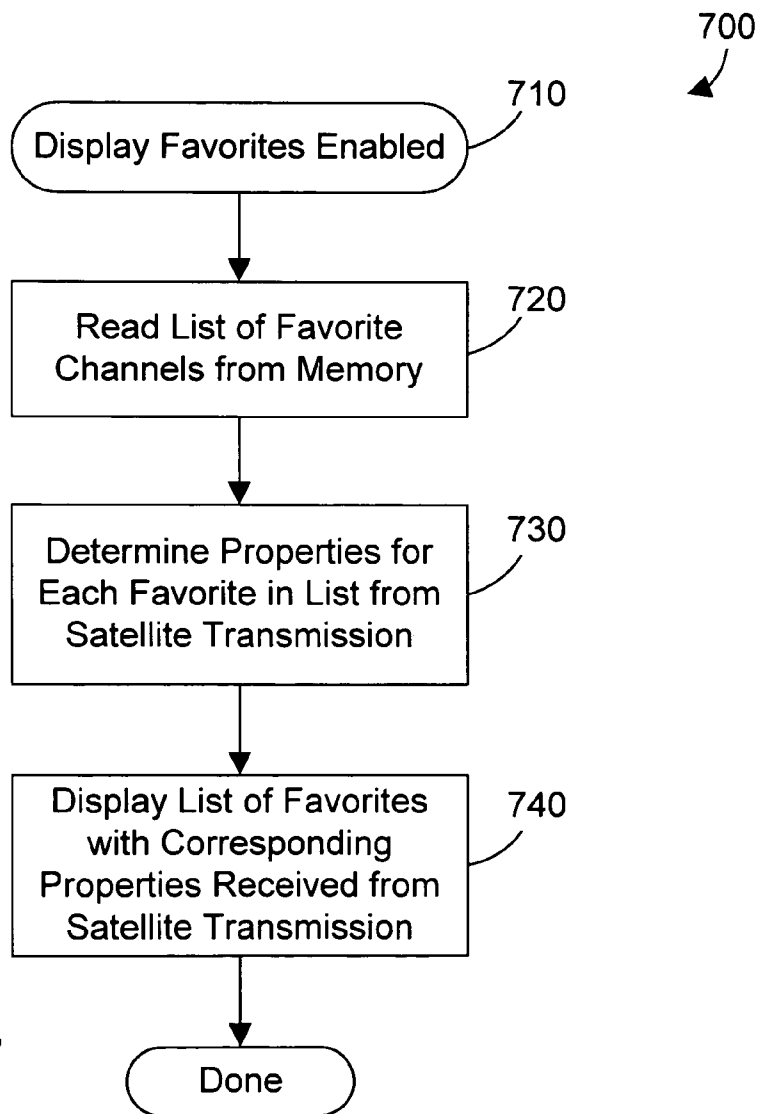 700
710
Display Favorites Enabled
720
Read List of Favorite
Channels from Memory
730
Determine Properties for
Each Favorite in List from
Satellite Transmission
740
Display List of Favorites
with Corresponding
Properties Received from
Satellite Transmission
Done